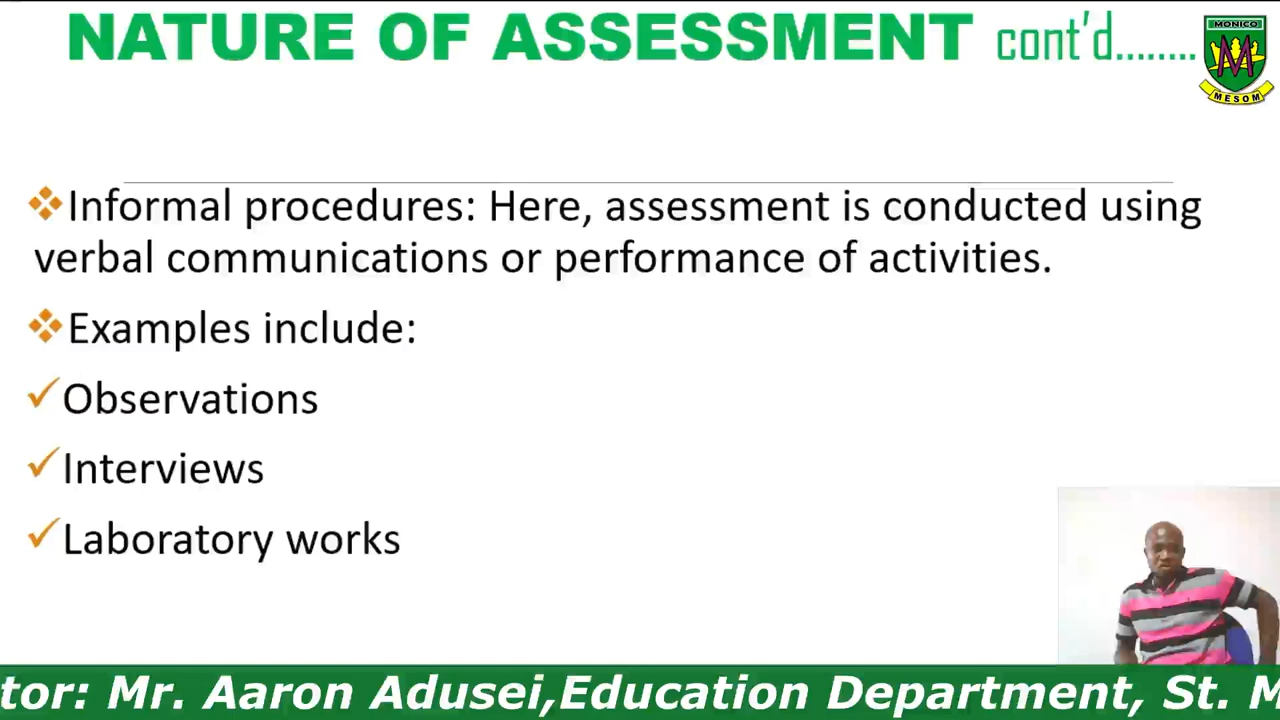 NATURE OF ASSESSMENT cont'd........
MONICO
M
MESOM
❖Informal procedures: Here, assessment is conducted using
verbal communications or performance of activities.
❖Examples include:
✓Observations
✓Interviews
✓Laboratory works
tor: Mr. Aaron Adusei,Education Department, St. M